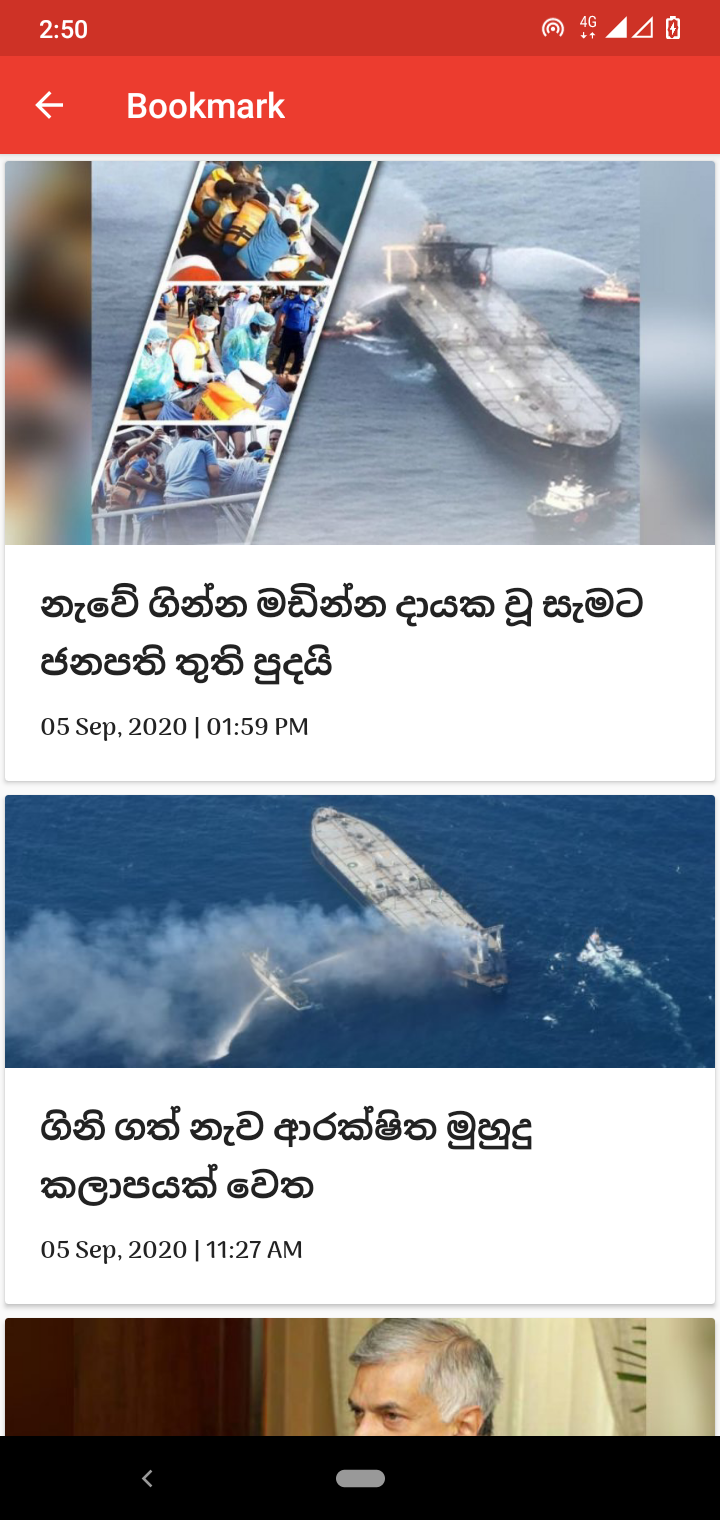 2:50
4G
Bookmark
නැවේ ගින්න මඩින්න දායක වූ සැමට
ජනපති තුති පුදයි
05 Sep, 2020 | 01:59 PM
ගිනි ගත් නැව ආරක්ෂිත මුහුදු
කලාපයක් වෙත
05 Sep, 2020 | 11:27 AM